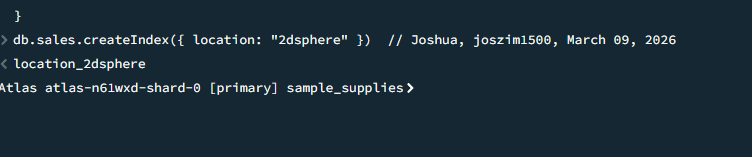 }
> db.sales.createIndex({ location: "2dsphere" })  // Joshua, joszim1500, March 09, 2026
< location_2dsphere
Atlas atlas-n61wxd-shard-0 [primary] sample_supplies>